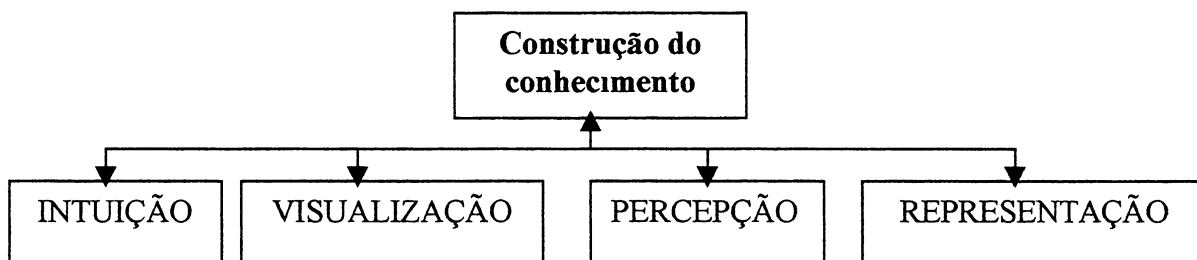 Construção do
conhecimento
INTUIÇÃO VISUALIZAÇÃO PERCEPÇÃO REPRESENTAÇÃO